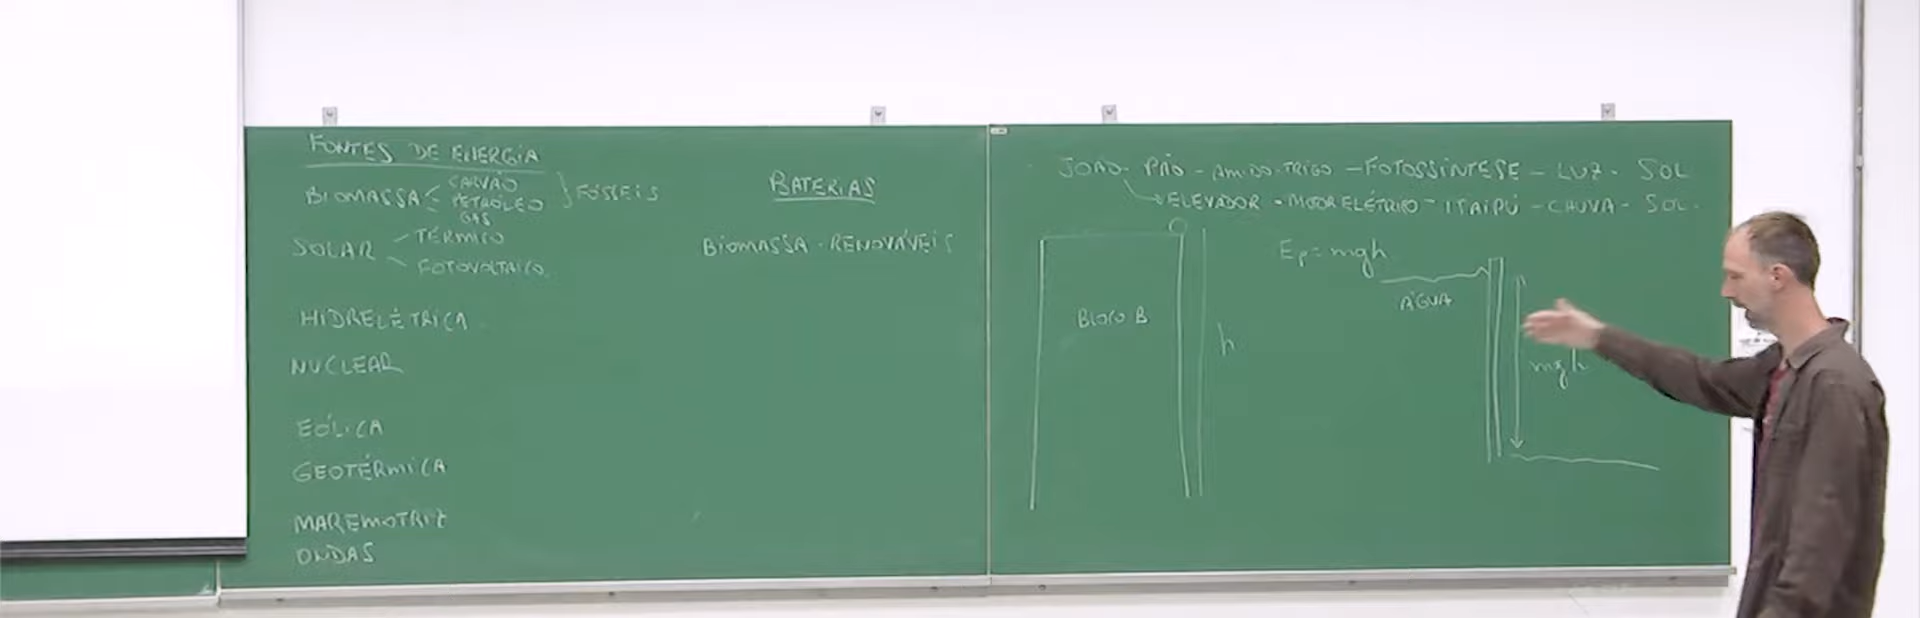 FONTES DE ENERGIA
BIOMASSA
CARVÃO
PETRÓLEO
GÁS
FÓSSEIS
SOLAR
TÉRMICO
FOTOVOLTAICO
HIDRELÉTRICA
NUCLEAR
EÓLICA
GEOTÉRMICA
MAREMOTRIZ
ONDAS
BATERIAS
BIOMASSA - RENOVÁVEIS
JOÃO - PÃO - AMIDO-TRIGO - FOTOSSÍNTESE - LUZ - SOL
ELEVADOR - MOTOR ELÉTRICO - ITAIPÚ - CHUVA - SOL
BLOCO B
h
Ep = mgh
ÁGUA
mgh